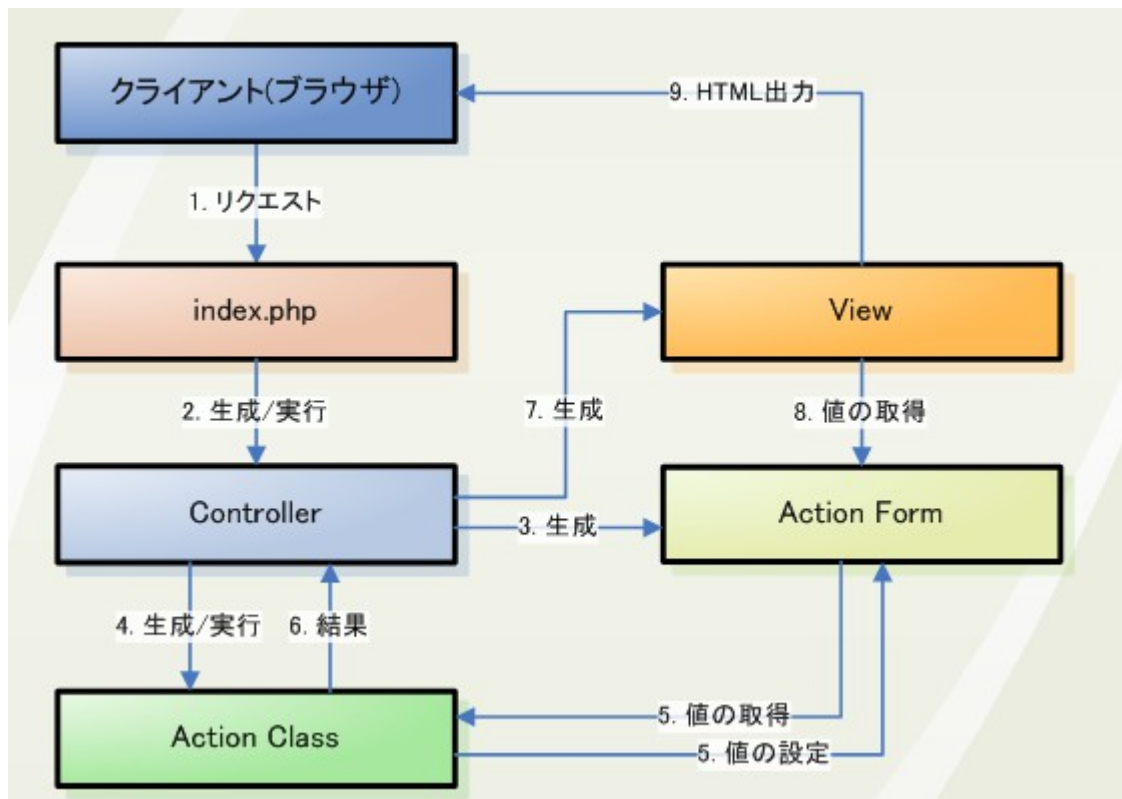 クライアント(ブラウザ)
9. HTML出力
1. リクエスト
index.php
View
2. 生成/実行
7. 生成
8. 値の取得
Controller
3. 生成
Action Form
4. 生成/実行
6. 結果
5. 値の取得
Action Class
5. 値の設定